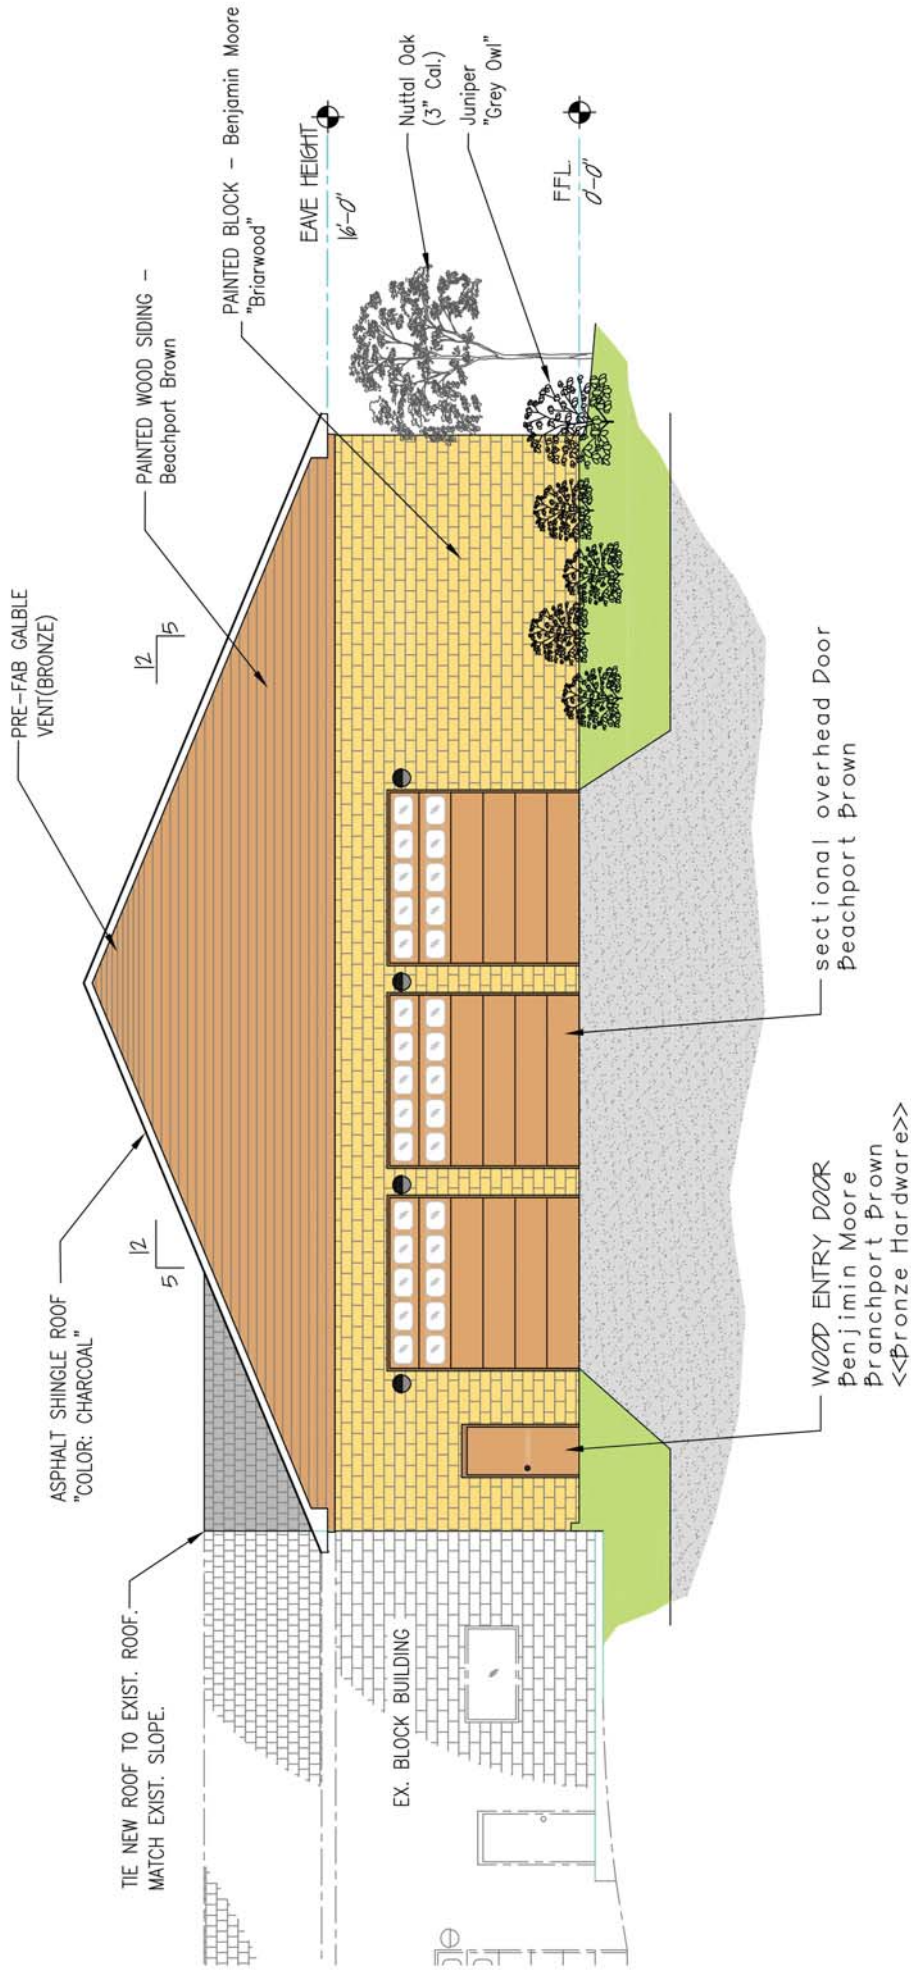 TIE NEW ROOF TO EXIST. ROOF.
MATCH EXIST. SLOPE.
ASPHALT SHINGLE ROOF
"COLOR: CHARCOAL"
12
5
PRE-FAB GALBLE
VENT(BRONZE)
12
5
PAINTED WOOD SIDING -
Beachport Brown
PAINTED BLOCK - Benjamin Moore
"Briarwood"
EAVE HEIGHT
16'-0"
Nuttal Oak
(3" Cal.)
Juniper
"Grey Owl"
F.F.L.
0'-0"
EX. BLOCK BUILDING
WOOD ENTRY DOOR
Benjimin Moore
Branchport Brown
<<Bronze Hardware>>
sectional overhead Door
Beachport Brown